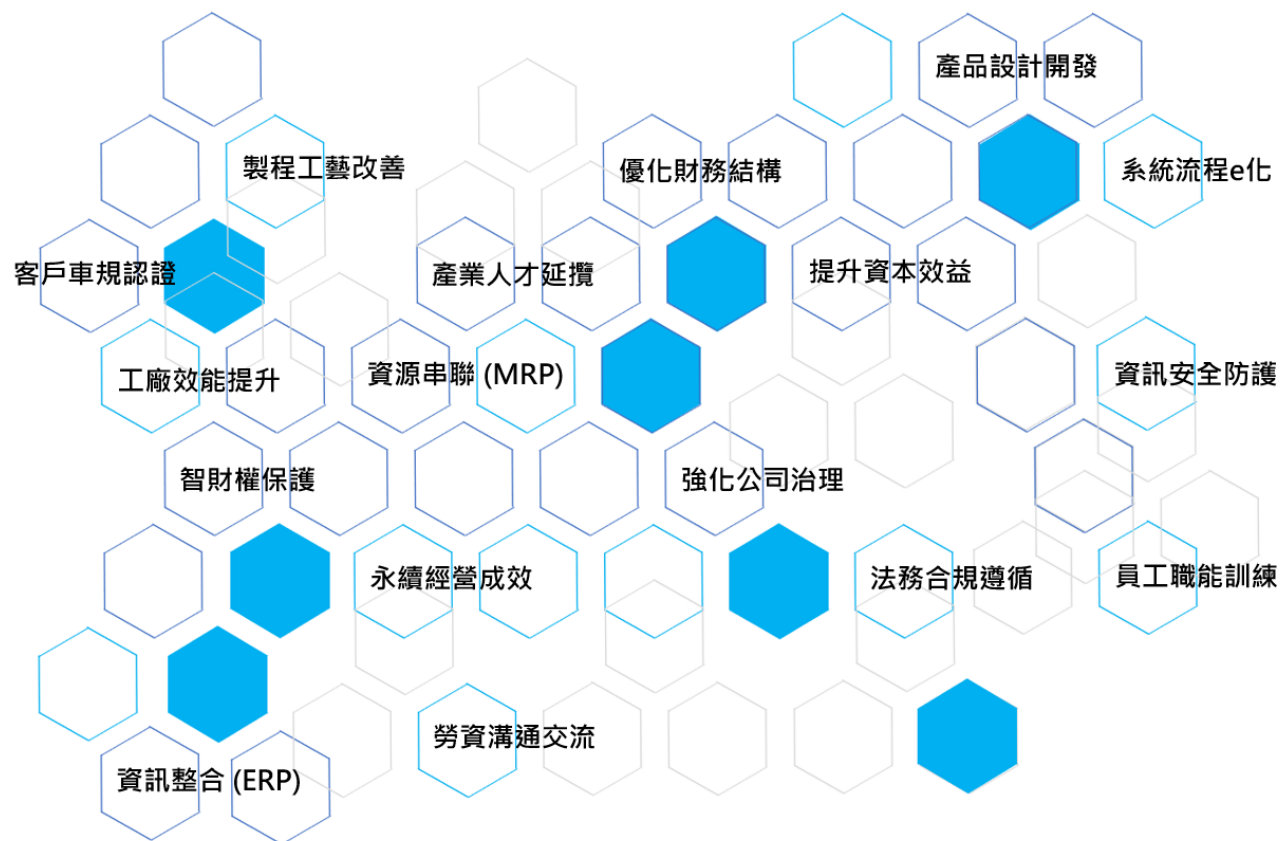 產品設計開發
製程工藝改善
優化財務結構
系統流程e化
客戶車規認證
產業人才延攬
提升資本效益
工廠效能提升
資源串聯 (MRP)
資訊安全防護
智財權保護
強化公司治理
永續經營成效
法務合規遵循
員工職能訓練
勞資溝通交流
資訊整合 (ERP)